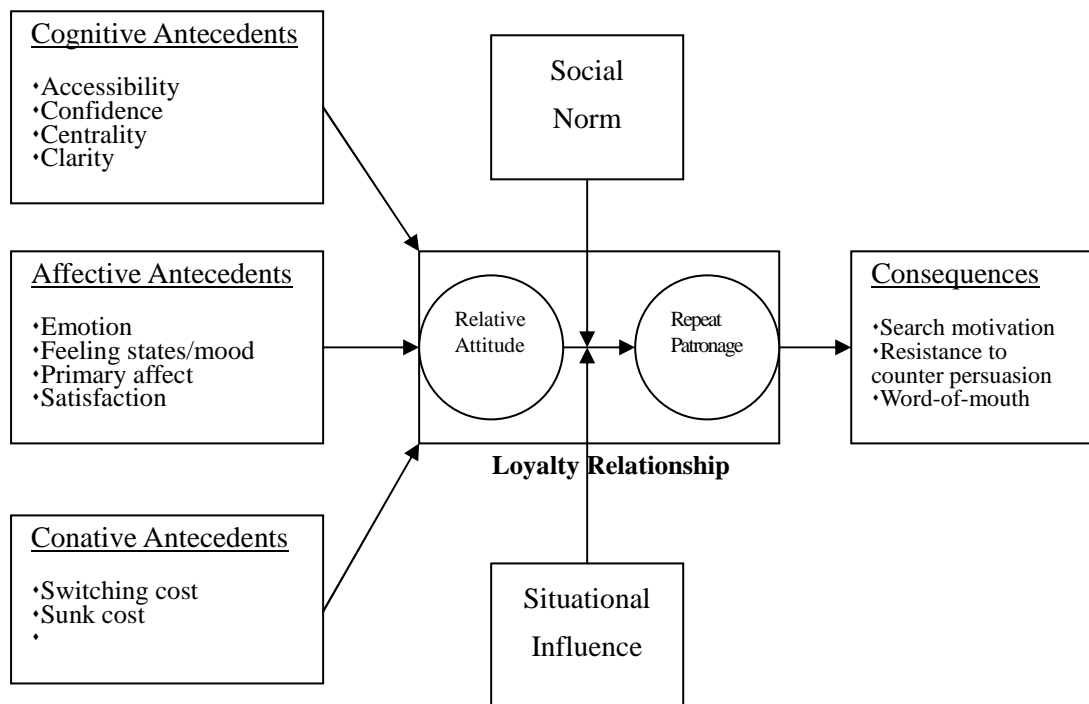 Cognitive Antecedents
⬩Accessibility
⬩Confidence
⬩Centrality
⬩Clarity
Social
Norm
Affective Antecedents
⬩Emotion
⬩Feeling states/mood
⬩Primary affect
⬩Satisfaction
Relative
Attitude
Repeat
Patronage
Loyalty Relationship
Consequences
⬩Search motivation
⬩Resistance to
counter persuasion
⬩Word-of-mouth
Conative Antecedents
⬩Switching cost
⬩Sunk cost
⬩
Situational
Influence